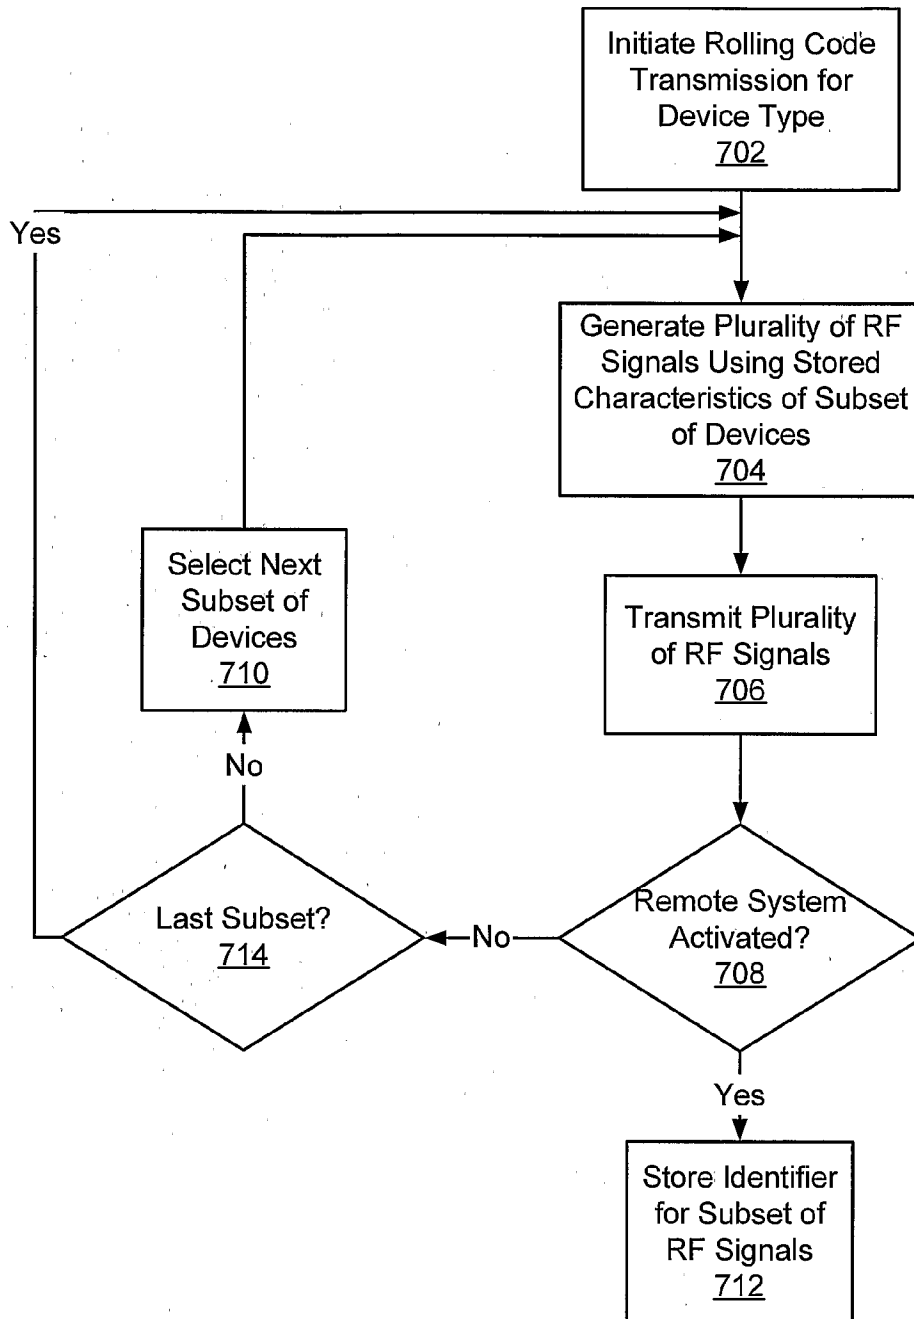 Initiate Rolling Code
Transmission for
Device Type
702
Yes
Generate Plurality of RF
Signals Using Stored
Characteristics of Subset
of Devices
704
Select Next
Subset of
Devices
710
Transmit Plurality
of RF Signals
706
No
Last Subset?
714
No
Remote System
Activated?
708
Yes
Store Identifier
for Subset of
RF Signals
712